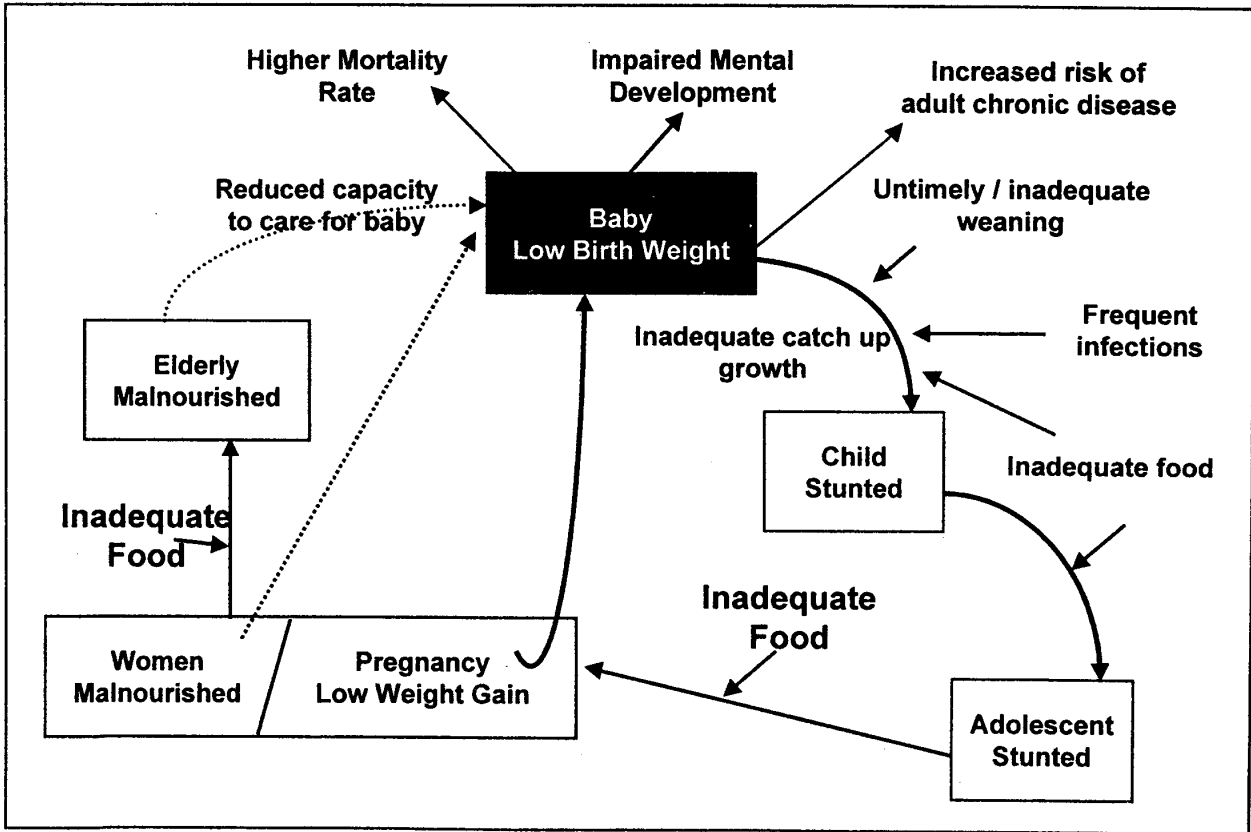 Higher Mortality
Rate
Impaired Mental
Development
Increased risk of
adult chronic disease
Reduced capacity
to care for baby
Baby
Low Birth Weight
Untimely / inadequate
weaning
Frequent
infections
Inadequate catch up
growth
Elderly
Malnourished
Child
Stunted
Inadequate food
Inadequate
Food
Inadequate
Food
Women
Malnourished
Pregnancy
Low Weight Gain
Adolescent
Stunted